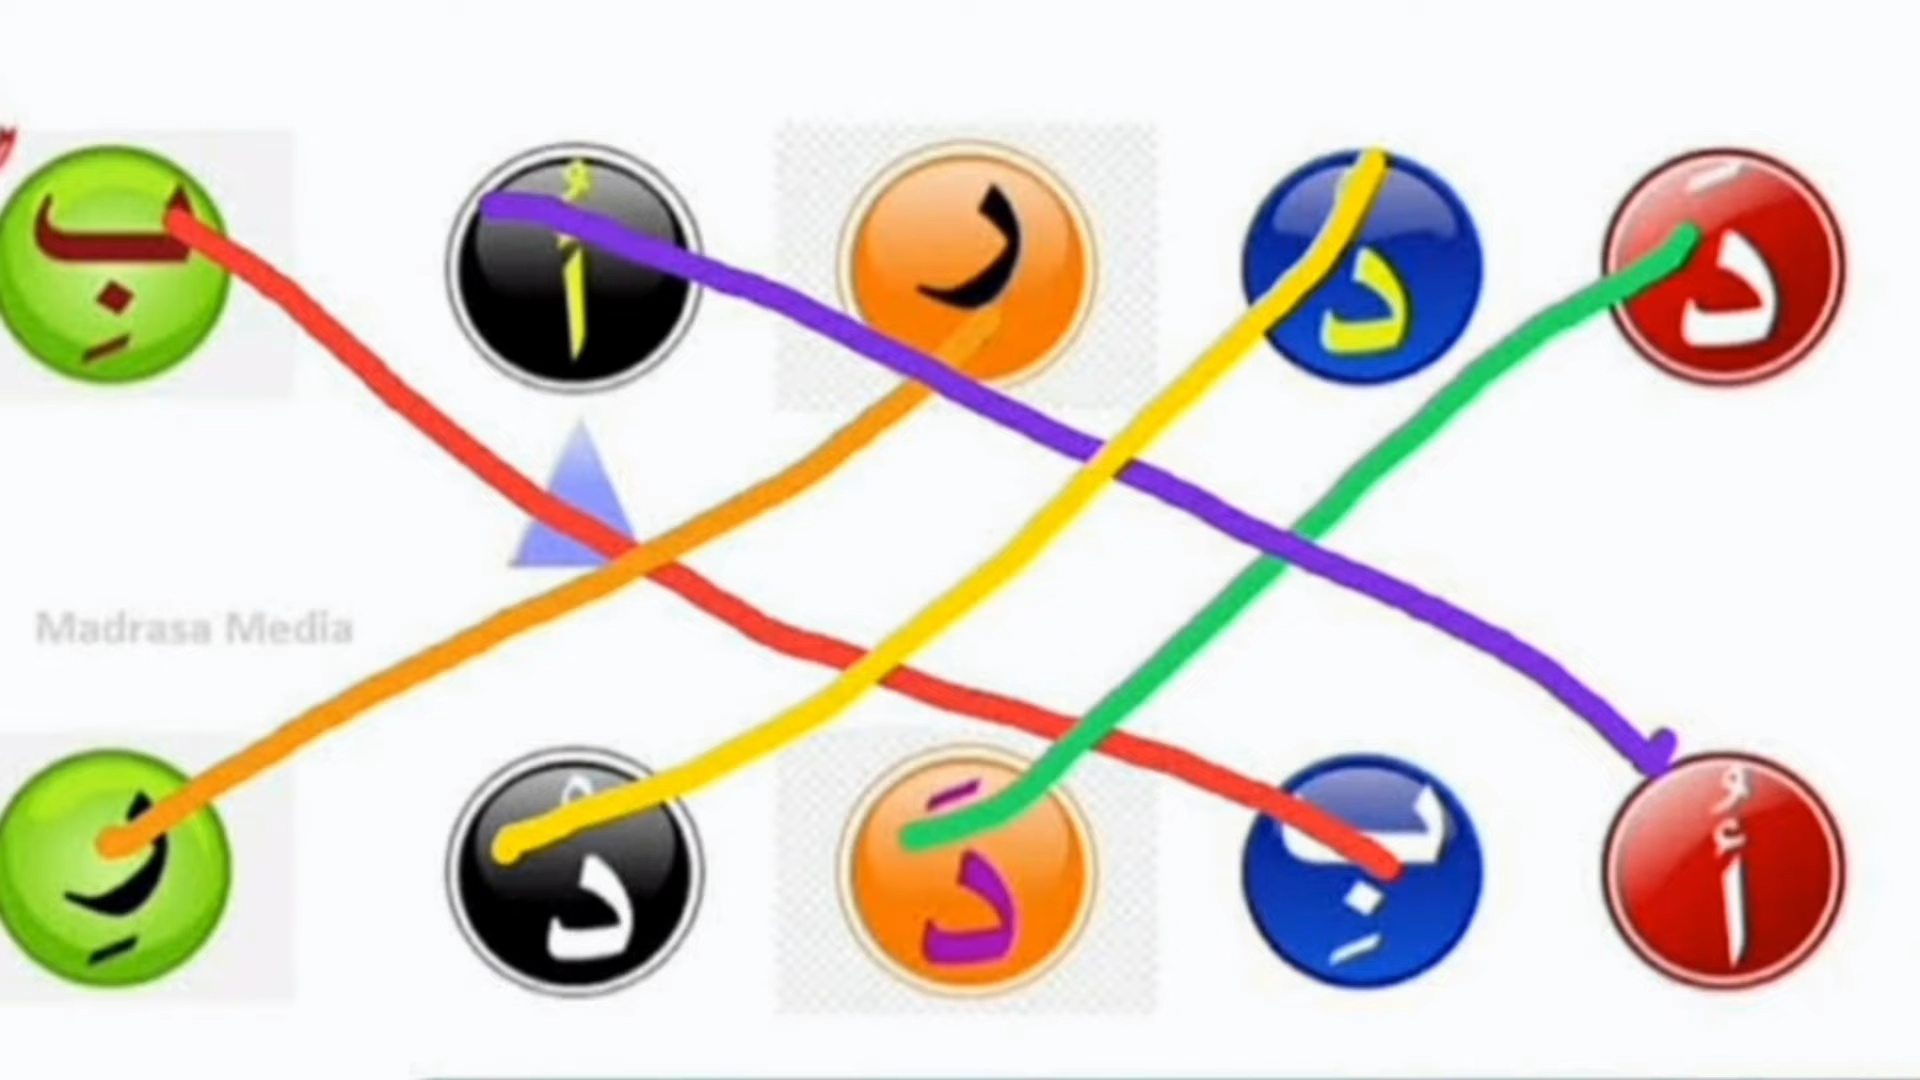 دَ د ر أُ بِ
Madrasa Media
أُ بِ دَ دْ رِ